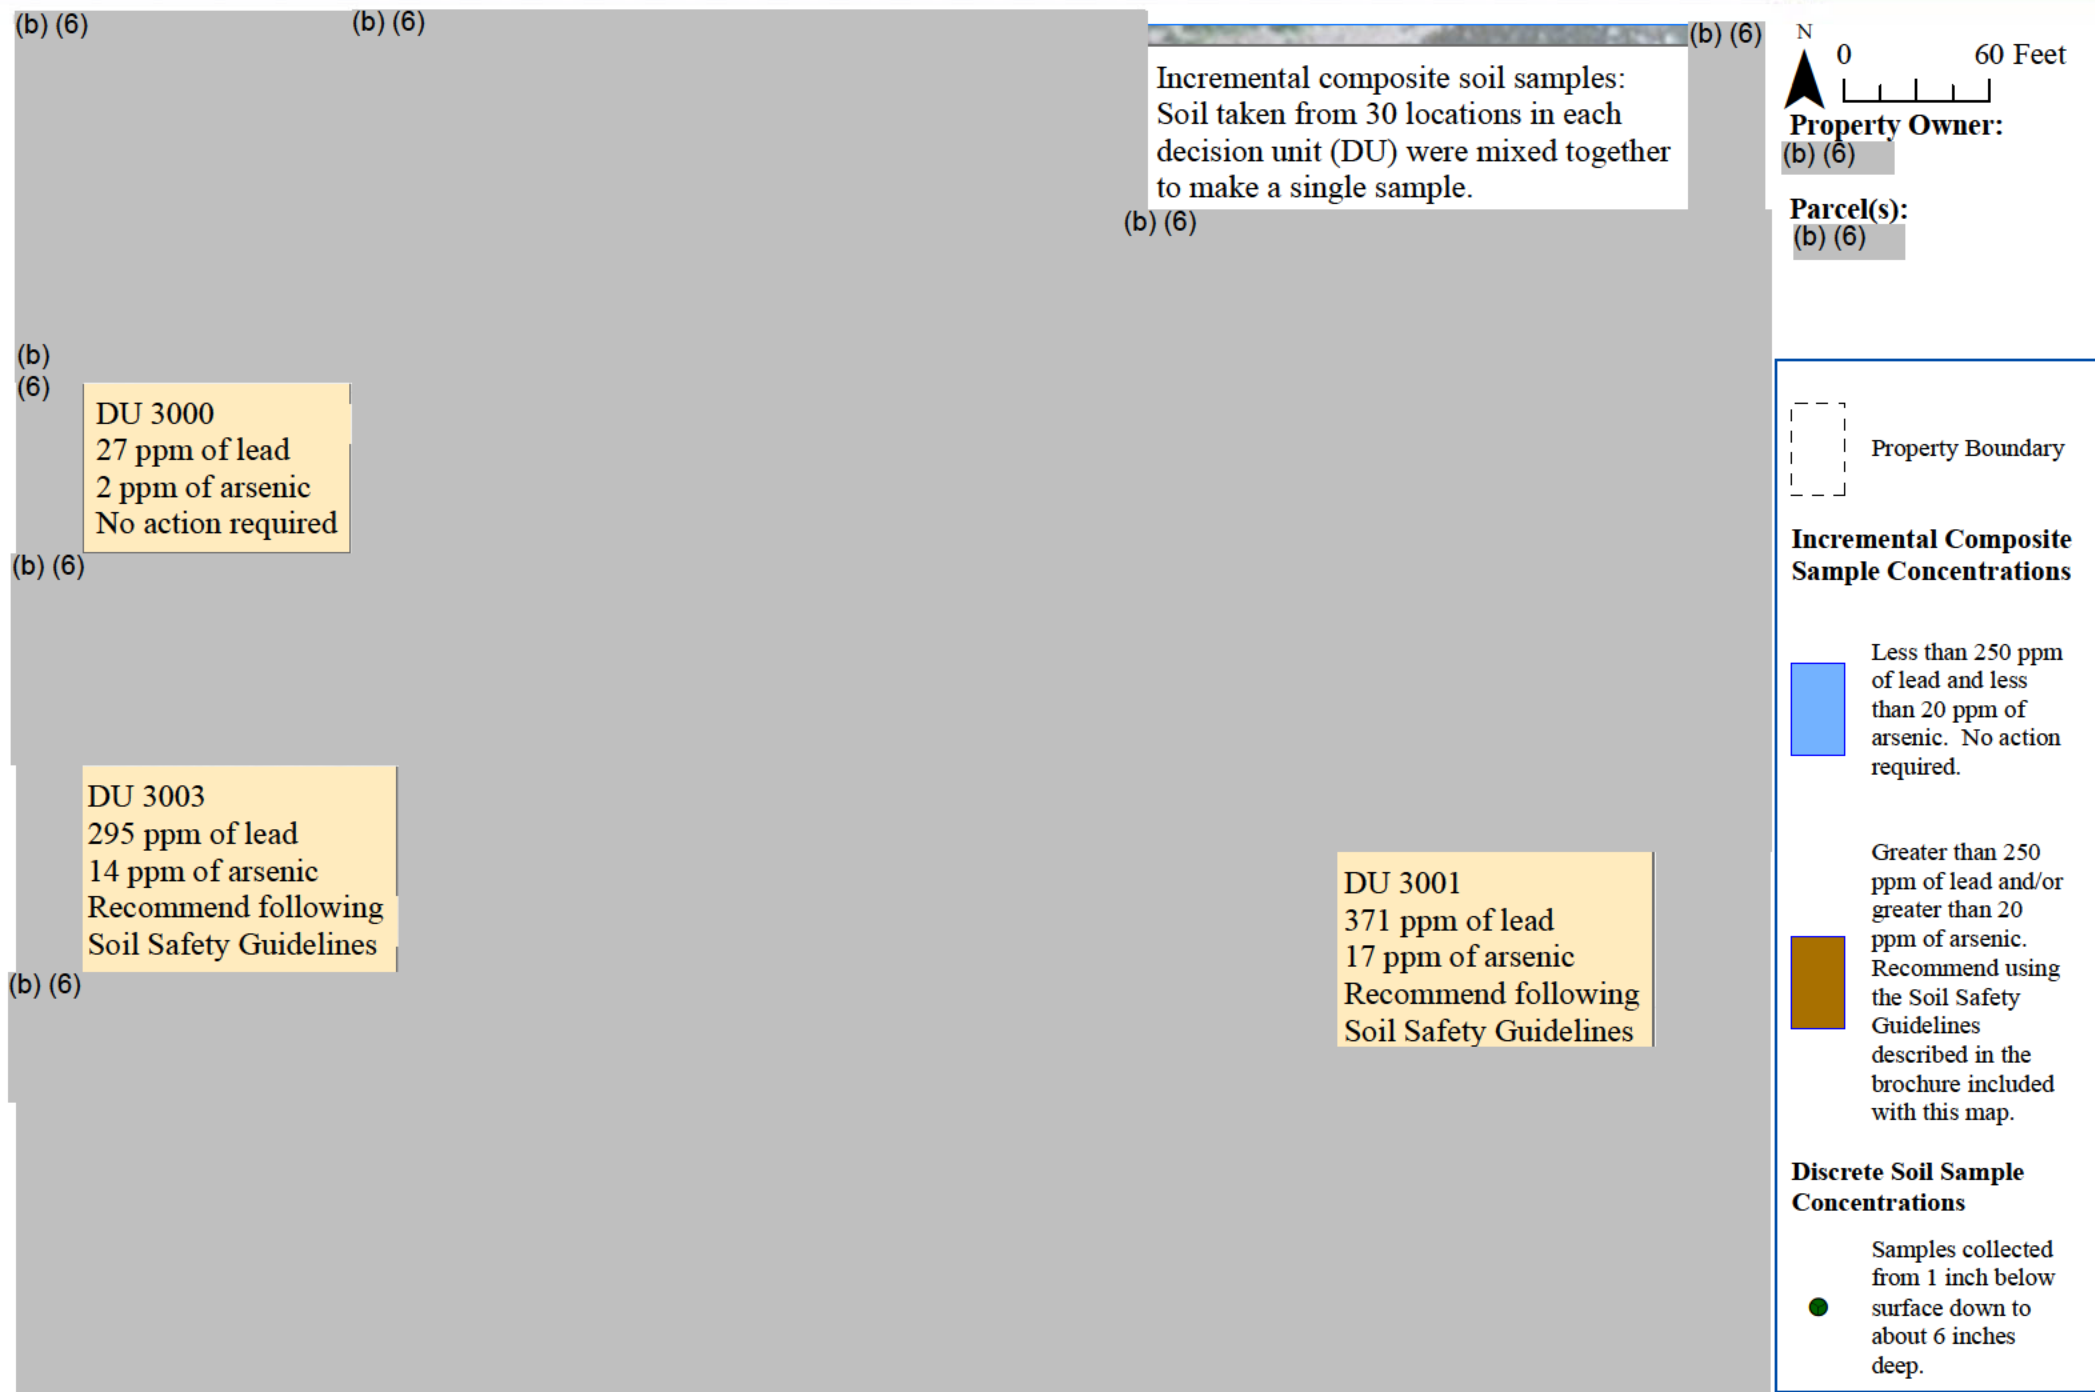 (b) (6)
(b) (6)
(b) (6)
Incremental composite soil samples:
Soil taken from 30 locations in each
decision unit (DU) were mixed together
to make a single sample.
(b) (6)
(b)
(6)
DU 3000
27 ppm of lead
2 ppm of arsenic
No action required
(b) (6)
DU 3003
295 ppm of lead
14 ppm of arsenic
Recommend following
Soil Safety Guidelines
(b) (6)
DU 3001
371 ppm of lead
17 ppm of arsenic
Recommend following
Soil Safety Guidelines
N
0 60 Feet
Property Owner:
(b) (6)
Parcel(s):
(b) (6)
Property Boundary
Incremental Composite
Sample Concentrations
Less than 250 ppm
of lead and less
than 20 ppm of
arsenic. No action
required.
Greater than 250
ppm of lead and/or
greater than 20
ppm of arsenic.
Recommend using
the Soil Safety
Guidelines
described in the
brochure included
with this map.
Discrete Soil Sample
Concentrations
Samples collected
from 1 inch below
surface down to
about 6 inches
deep.